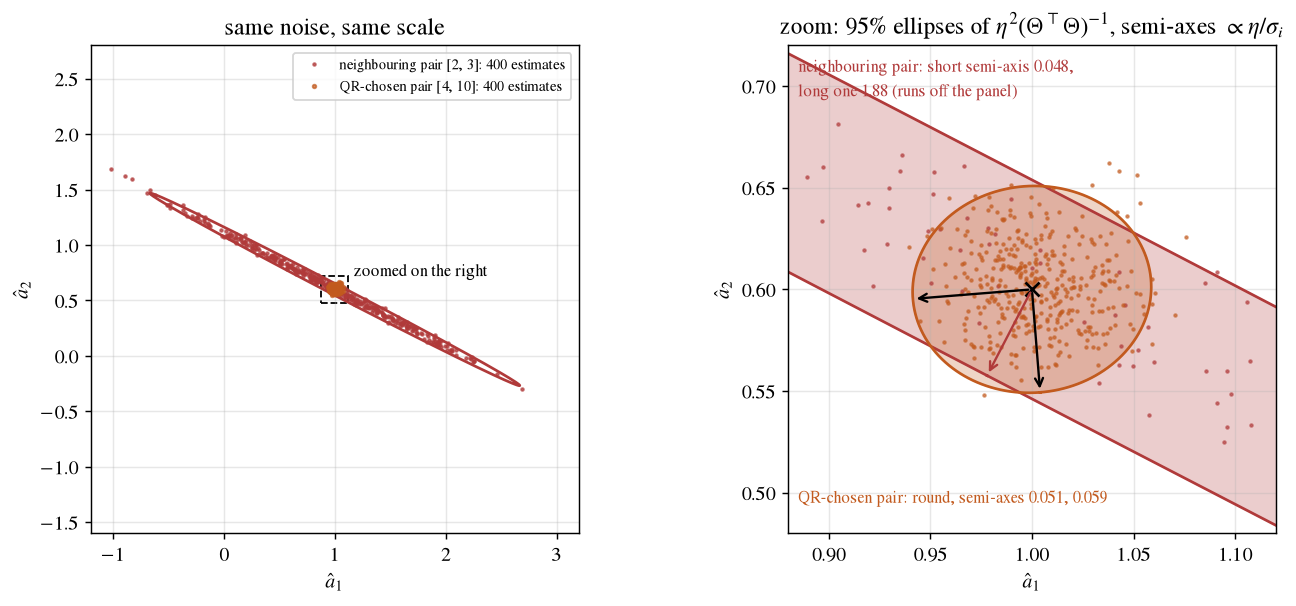 same noise, same scale
neighbouring pair [2, 3]: 400 estimates
QR-chosen pair [4, 10]: 400 estimates
zoomed on the right
2.5
2.0
1.5
1.0
0.5
0.0
−0.5
−1.0
−1.5
−1 0 1 2 3
â₁
â₂
zoom: 95% ellipses of η²(Θ⊤Θ)⁻¹, semi-axes ∝ η/σᵢ
neighbouring pair: short semi-axis 0.048,
long one 1.88 (runs off the panel)
QR-chosen pair: round, semi-axes 0.051, 0.059
0.70
0.65
0.60
0.55
0.50
0.90 0.95 1.00 1.05 1.10
â₁
â₂